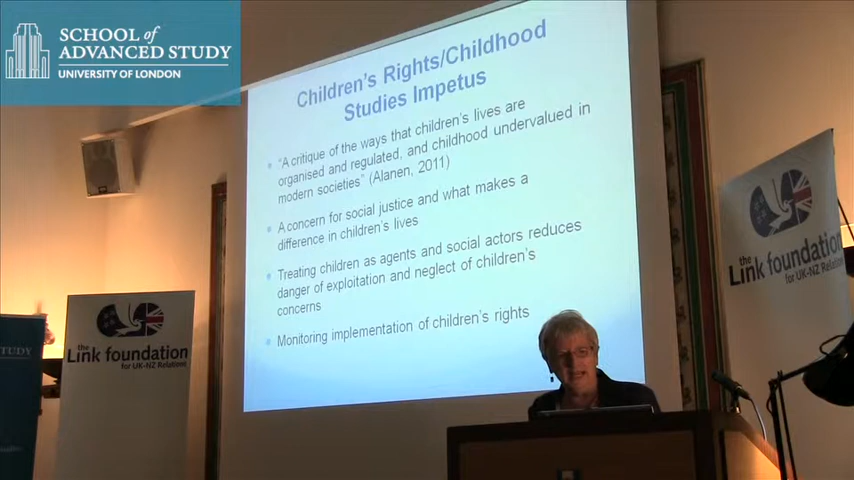 SCHOOL of
ADVANCED STUDY
UNIVERSITY OF LONDON
Children's Rights/Childhood
Studies Impetus
"A critique of the ways that children's lives are
organised and regulated, and childhood undervalued in
modern societies" (Alanen, 2011)
A concern for social justice and what makes a
difference in children's lives
Treating children as agents and social actors reduces
danger of exploitation and neglect of children's
concerns
Monitoring implementation of children's rights
the
Link foundation
for UK-NZ Relations
the
Link foundation
for UK-NZ Relations
STUDY